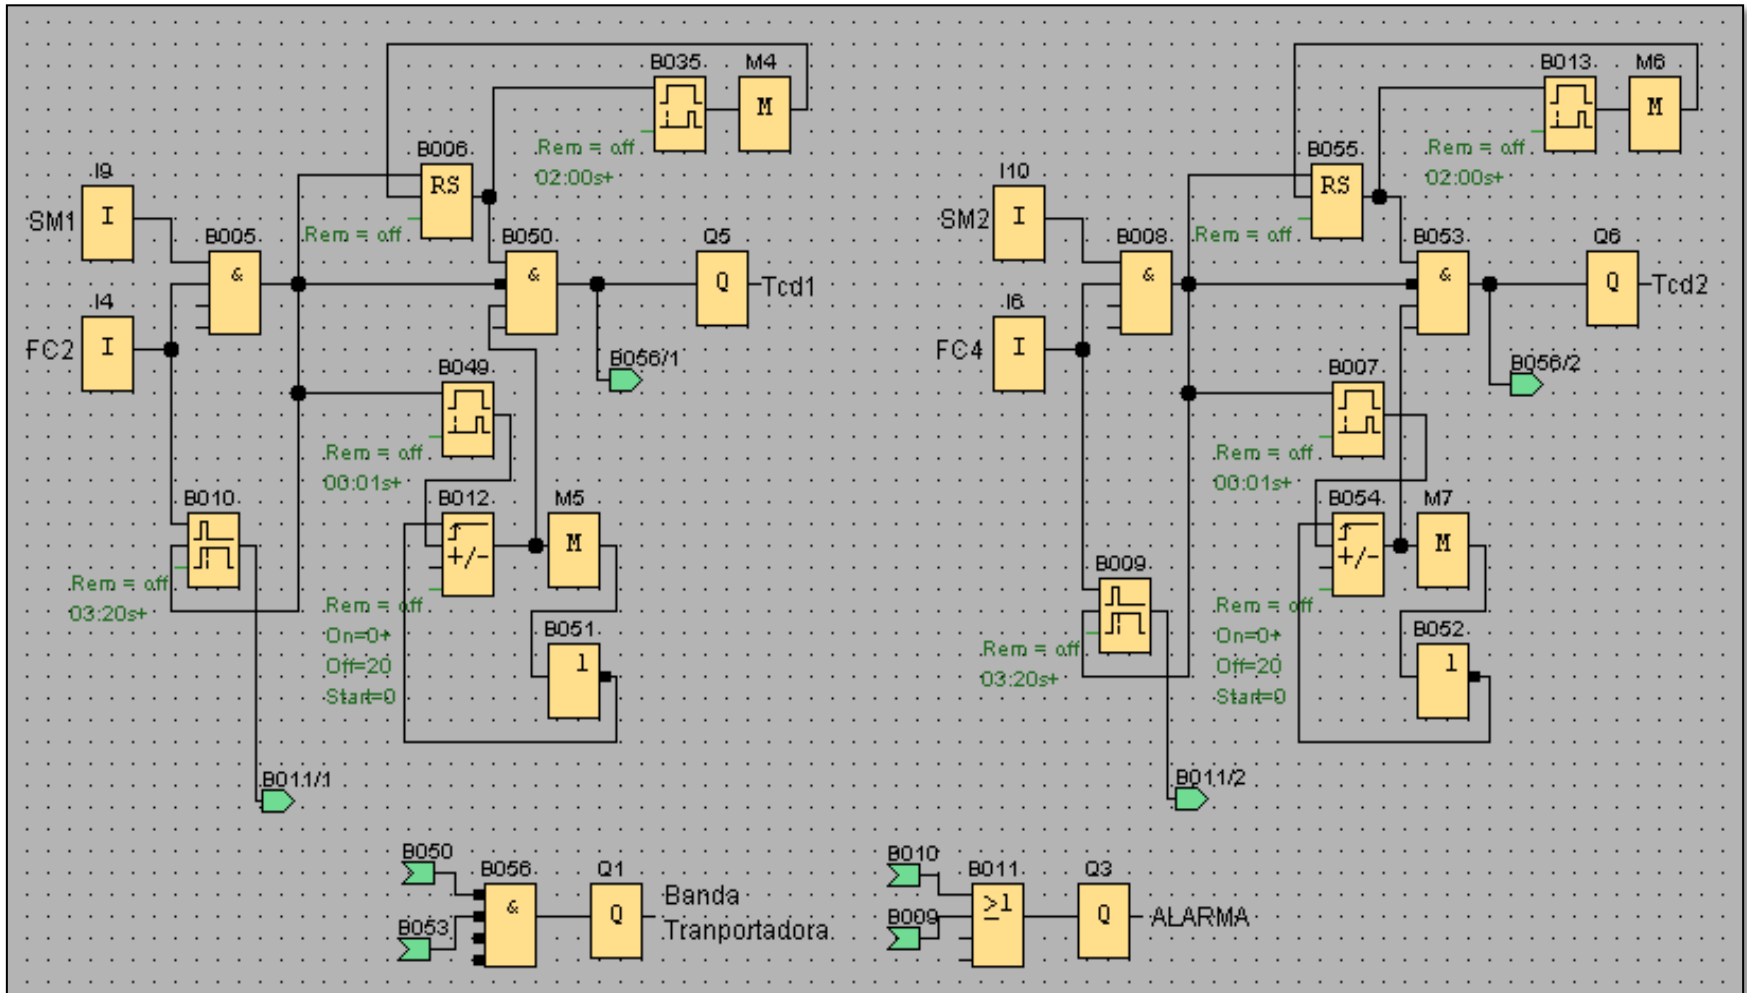 B035 M4
B013 M6
B006
Rem = off
02:00s+
RS
M
B055
Rem = off
02:00s+
RS
M
I9
SM1 I
Rem = off
B005
&
B050
&
Q5
Q Tcd1
I4
FC2 I
B056/1
I10
SM2 I
Rem = off
B008
&
B053
&
Q6
Q Tcd2
I6
FC4 I
B056/2
B049
Rem = off
00:01s+
B007
Rem = off
00:01s+
B010
Rem = off
03:20s+
B012
+/-
M5
M
Rem = off
On=0+
Off=20
Start=0
B051
1
B011/1
B009
Rem = off
03:20s+
B054
+/-
M7
M
Rem = off
On=0+
Off=20
Start=0
B052
1
B011/2
B050
B053
B056
&
Q1
Q
Banda
Tranportadora
B010
B009
B011
≥1
Q3
Q
ALARMA